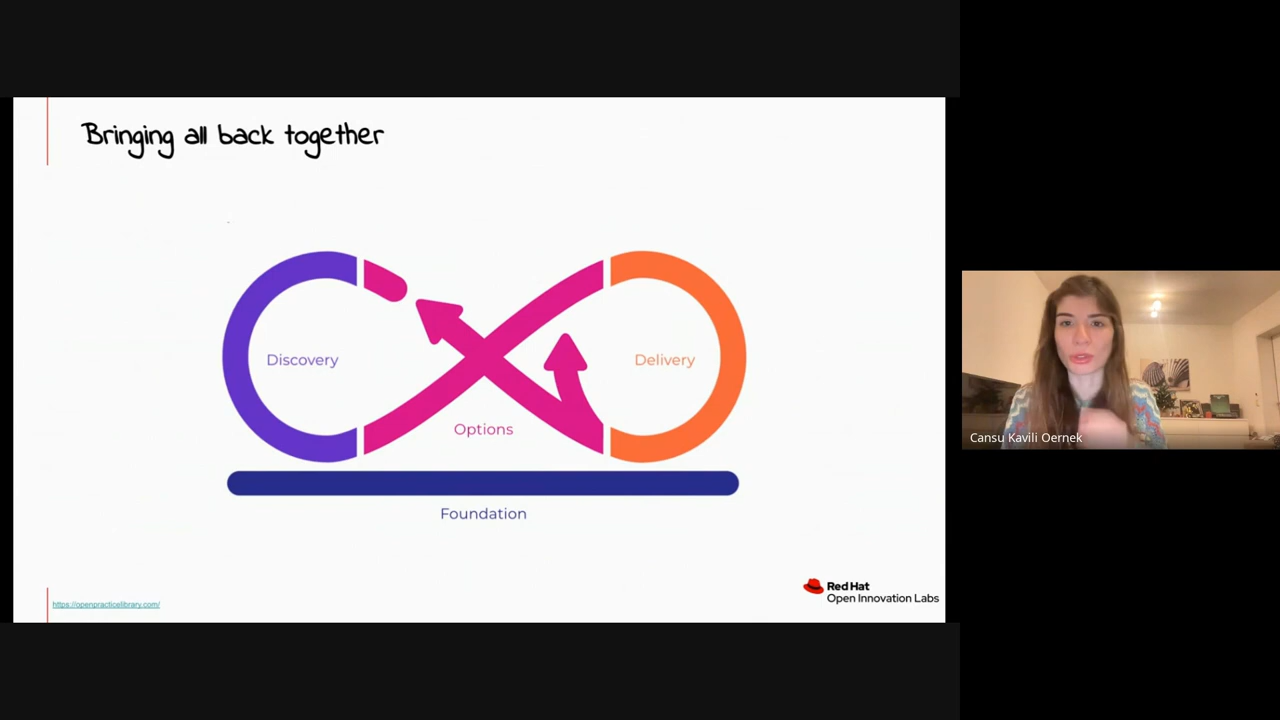 Bringing all back together
Discovery
Delivery
Options
Foundation
https://openpracticelibrary.com/
Red Hat
Open Innovation Labs
Cansu Kavili Oernek